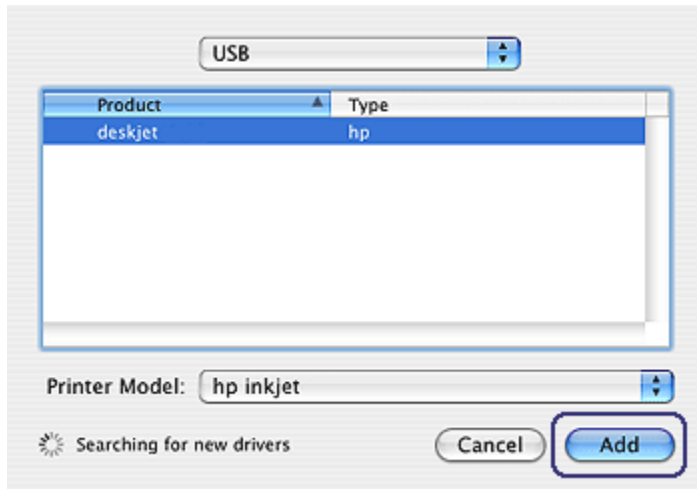 USB
Product Type
deskjet hp
Printer Model: hp inkjet
Searching for new drivers Cancel Add